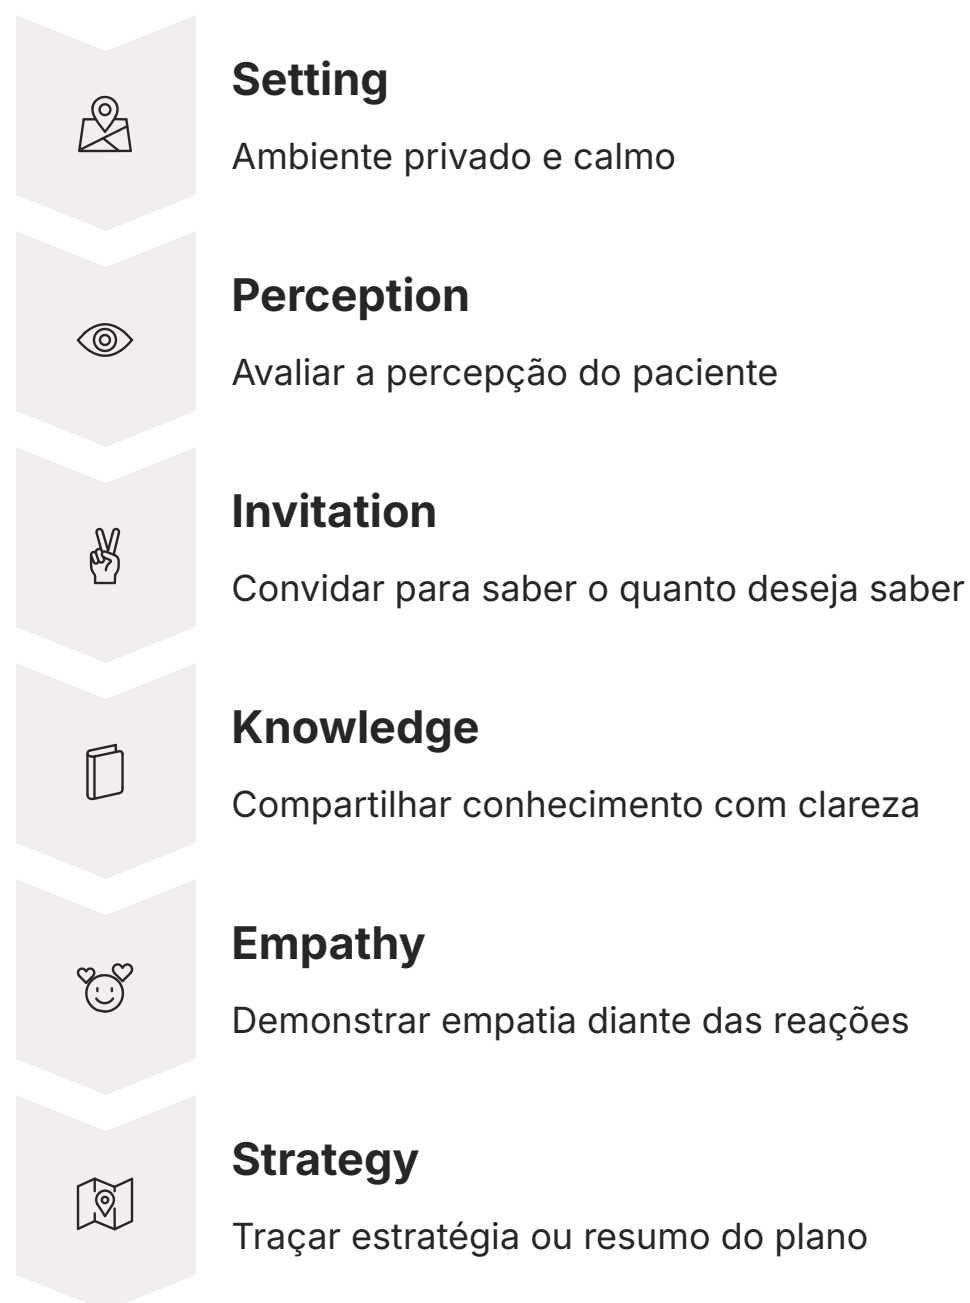 Setting
Ambiente privado e calmo
Perception
Avaliar a percepção do paciente
Invitation
Convidar para saber o quanto deseja saber
Knowledge
Compartilhar conhecimento com clareza
Empathy
Demonstrar empatia diante das reações
Strategy
Traçar estratégia ou resumo do plano